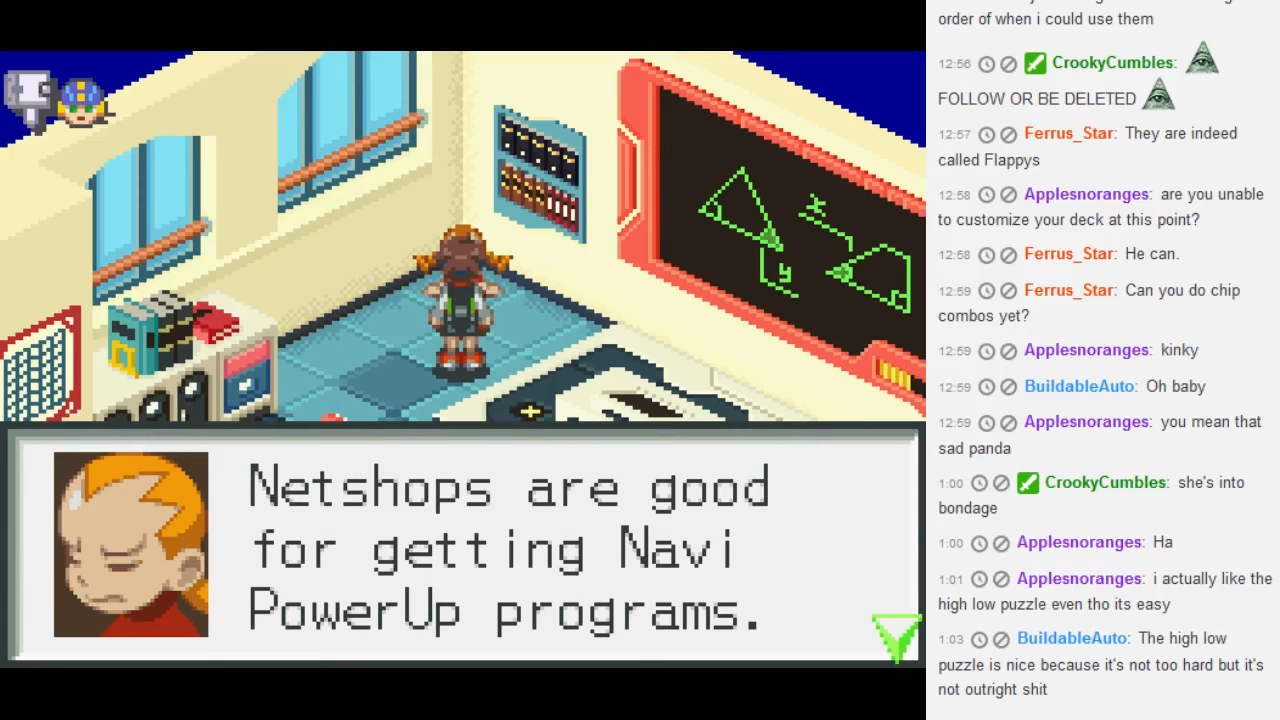 order of when i could use them
12:56 CrookyCumbles:
FOLLOW OR BE DELETED
12:57 Ferrus_Star: They are indeed
called Flappys
12:58 Applesnoranges: are you unable
to customize your deck at this point?
12:58 Ferrus_Star: He can.
12:59 Ferrus_Star: Can you do chip
combos yet?
12:59 Applesnoranges: kinky
12:59 BuildableAuto: Oh baby
12:59 Applesnoranges: you mean that
sad panda
1:00 CrookyCumbles: she's into
bondage
1:00 Applesnoranges: Ha
1:01 Applesnoranges: i actually like the
high low puzzle even tho its easy
1:03 BuildableAuto: The high low
puzzle is nice because it's not too hard but it's
not outright shit
x
y
Netshops are good
for getting Navi
PowerUp programs.